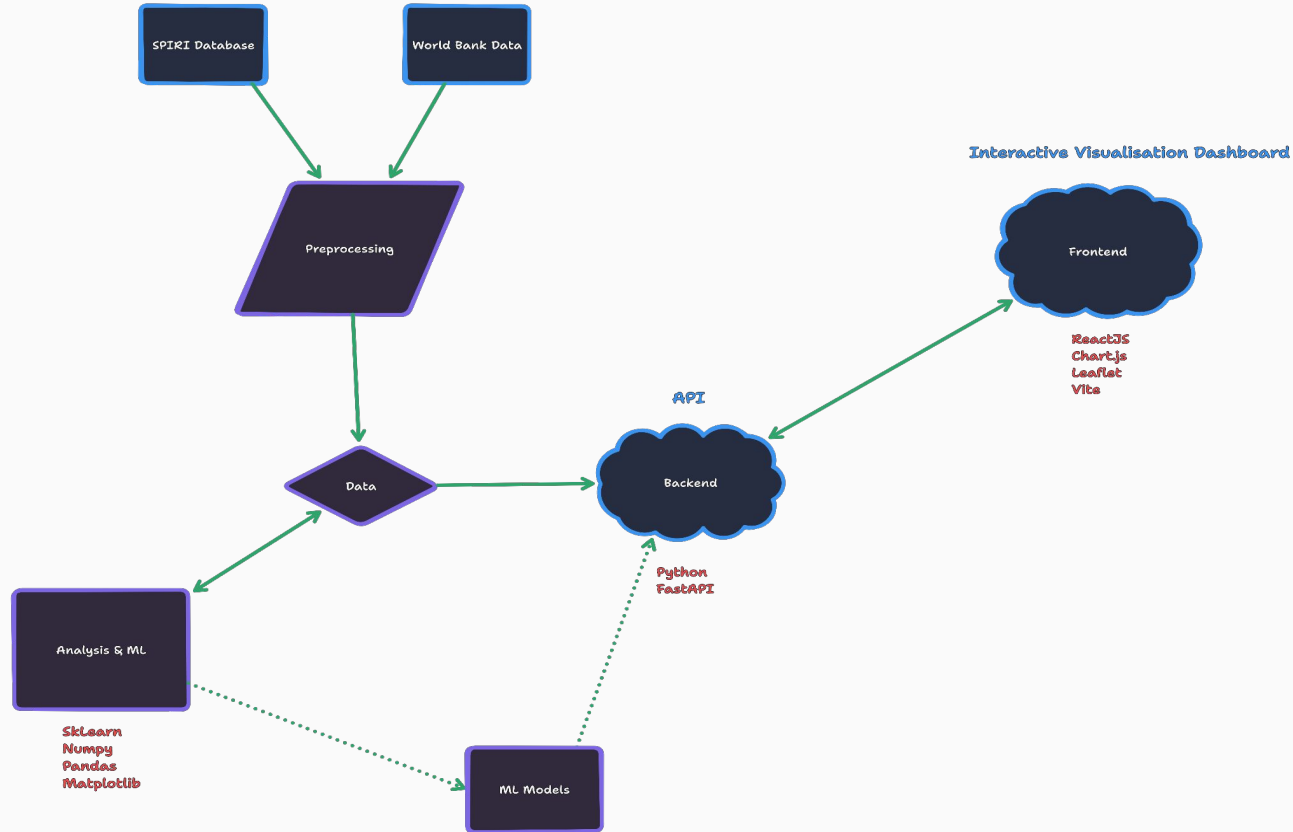 SPIRI Database
World Bank Data
Interactive Visualisation Dashboard
Preprocessing
Frontend
ReactJS
Chart.js
Leaflet
Vite
API
Data
Backend
Python
FastAPI
Analysis & ML
SkLearn
Numpy
Pandas
Matplotlib
ML Models